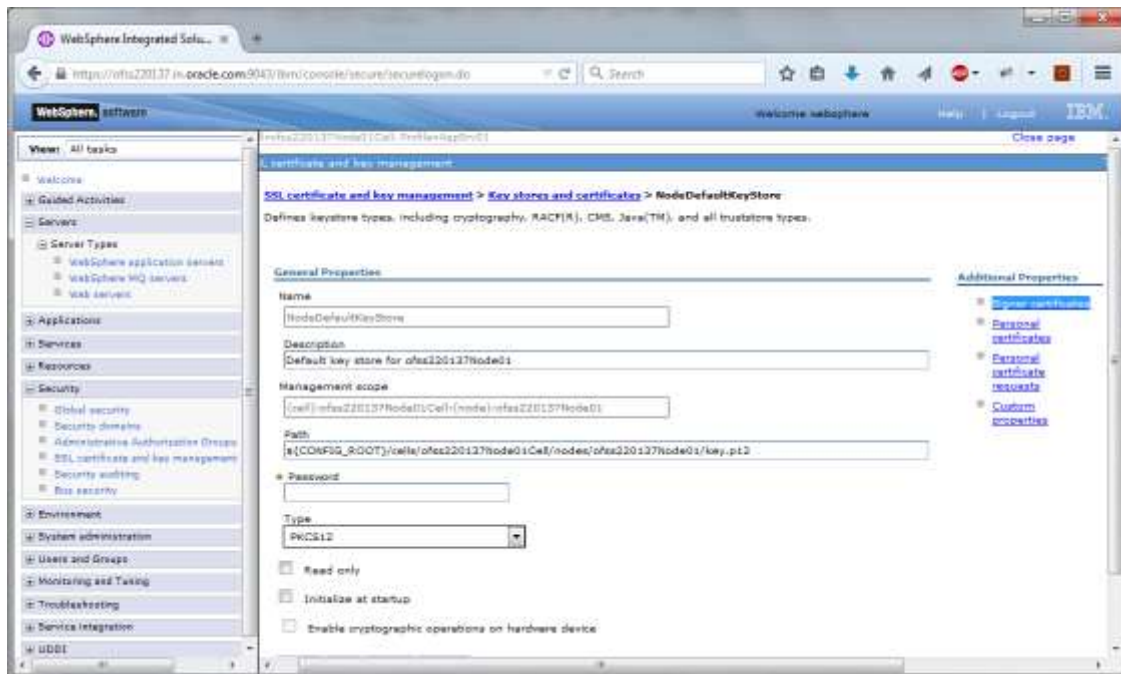 WebSphere Integrated Solu...
https://ofss220137.in.oracle.com:9043/ibm/console/secure/securelogon.do
Search
WebSphere. software
Welcome websphere
Help | Logout
IBM.
View: All tasks
Welcome
Guided Activities
Servers
Server Types
WebSphere application servers
WebSphere MQ servers
Web servers
Applications
Services
Resources
Security
Global security
Security domains
Administrative Authorization Groups
SSL certificate and key management
Security auditing
Bus security
Environment
System administration
Users and Groups
Monitoring and Tuning
Troubleshooting
Service integration
UDDI
Close page
certificate and key management
SSL certificate and key management > Key stores and certificates > NodeDefaultKeyStore
Defines keystore types, including cryptography, RACF(R), CMS, Java(TM), and all truststore types.
General Properties
Name
NodeDefaultKeyStore
Description
Default key store for ofss220137Node01
Management scope
(cell):ofss220137Node01Cell:(node):ofss220137Node01
Path
${CONFIG_ROOT}/cells/ofss220137Node01Cell/nodes/ofss220137Node01/key.p12
* Password
Type
PKCS12
Read only
Initialize at startup
Enable cryptographic operations on hardware device
Additional Properties
Signer certificates
Personal certificates
Personal certificate requests
Custom properties